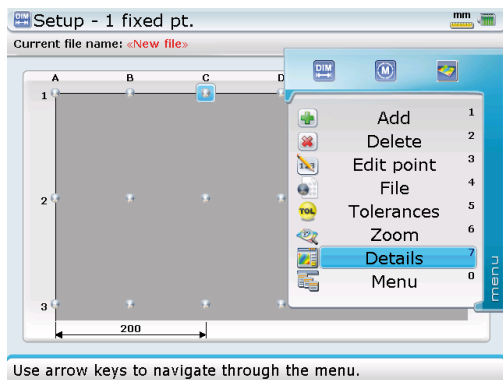 Setup - 1 fixed pt.
mm
Current file name: «New file»
A B C D
DIM M
1
2
3
200
Add 1
Delete 2
Edit point 3
File 4
TOL Tolerances 5
Zoom 6
Details 7
Menu 0
menu
Use arrow keys to navigate through the menu.